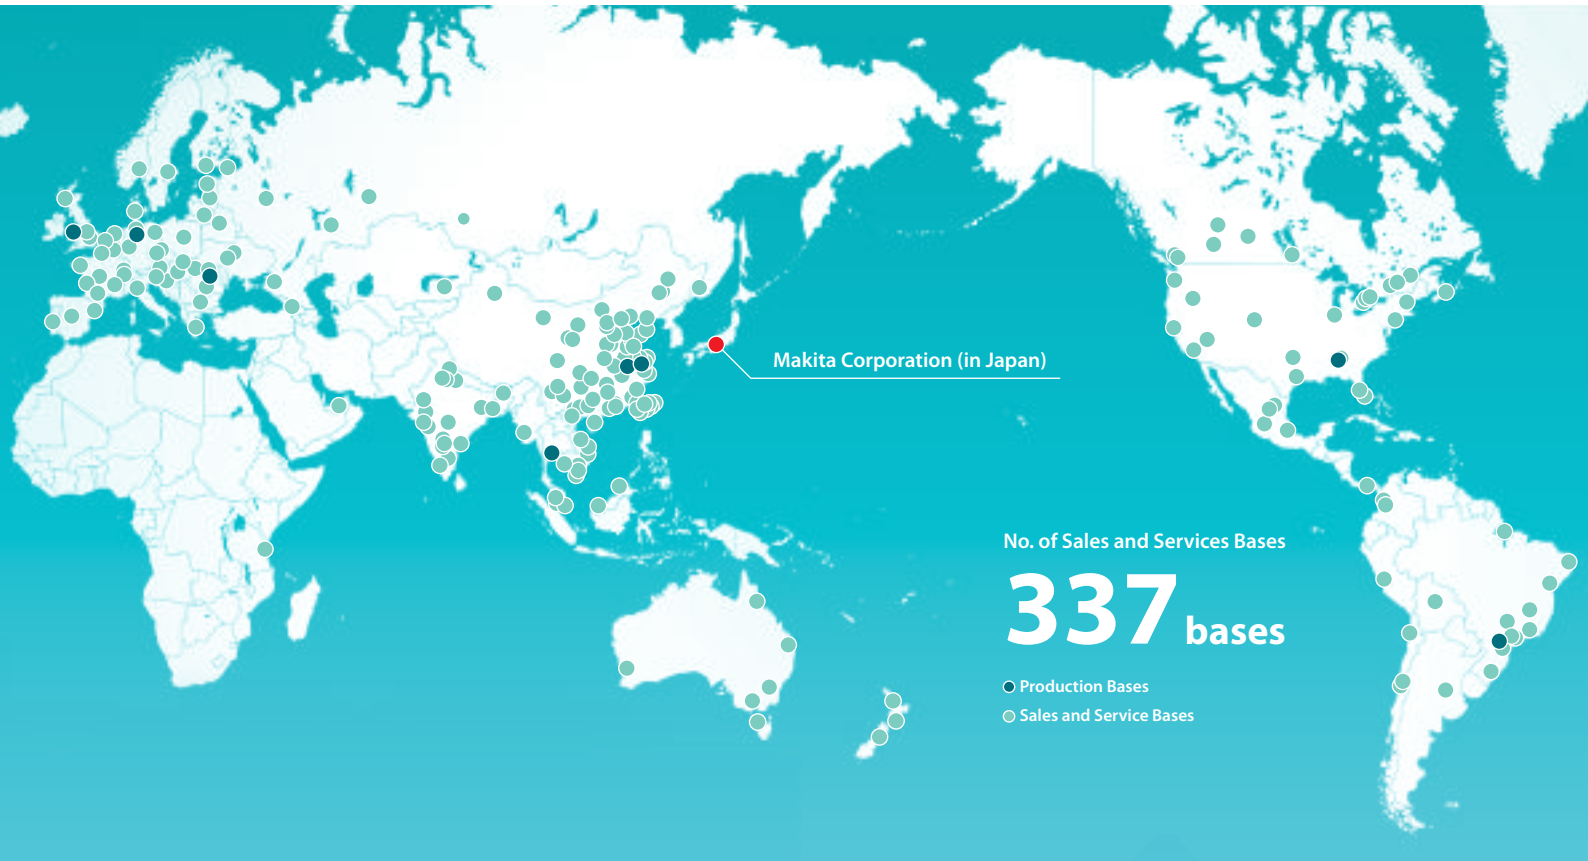 Makita Corporation (in Japan)
No. of Sales and Services Bases
337 bases
Production Bases
Sales and Service Bases